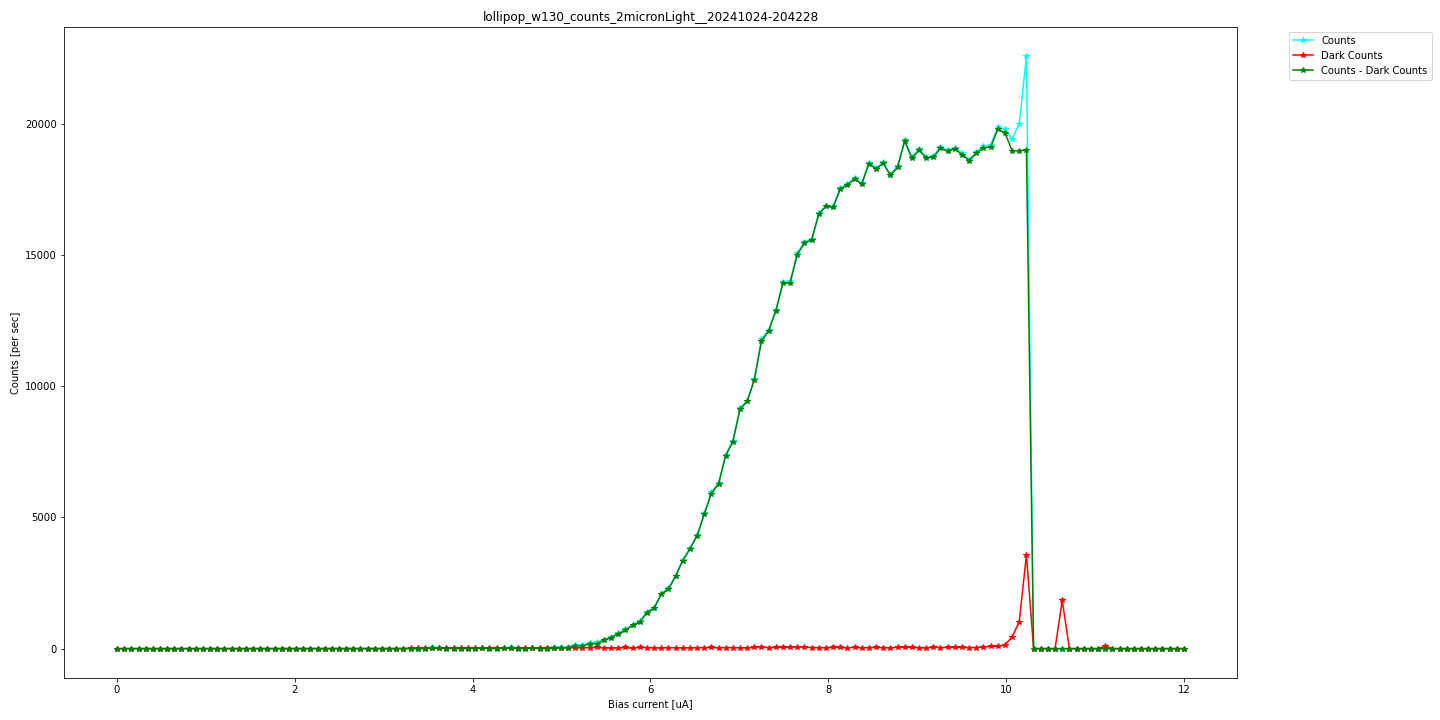 lollipop_w130_counts_2micronLight__20241024-204228
Counts
Dark Counts
Counts - Dark Counts
Counts [per sec]
20000
15000
10000
5000
0
0 2 4 6 8 10 12
Bias current [uA]